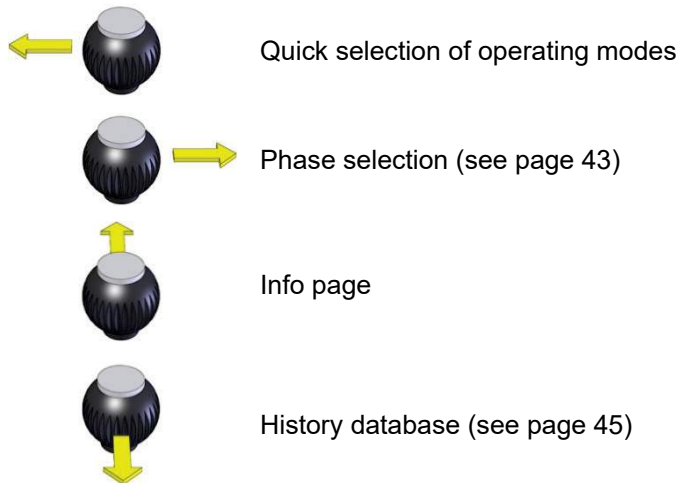 Quick selection of operating modes
Phase selection (see page 43)
Info page
History database (see page 45)